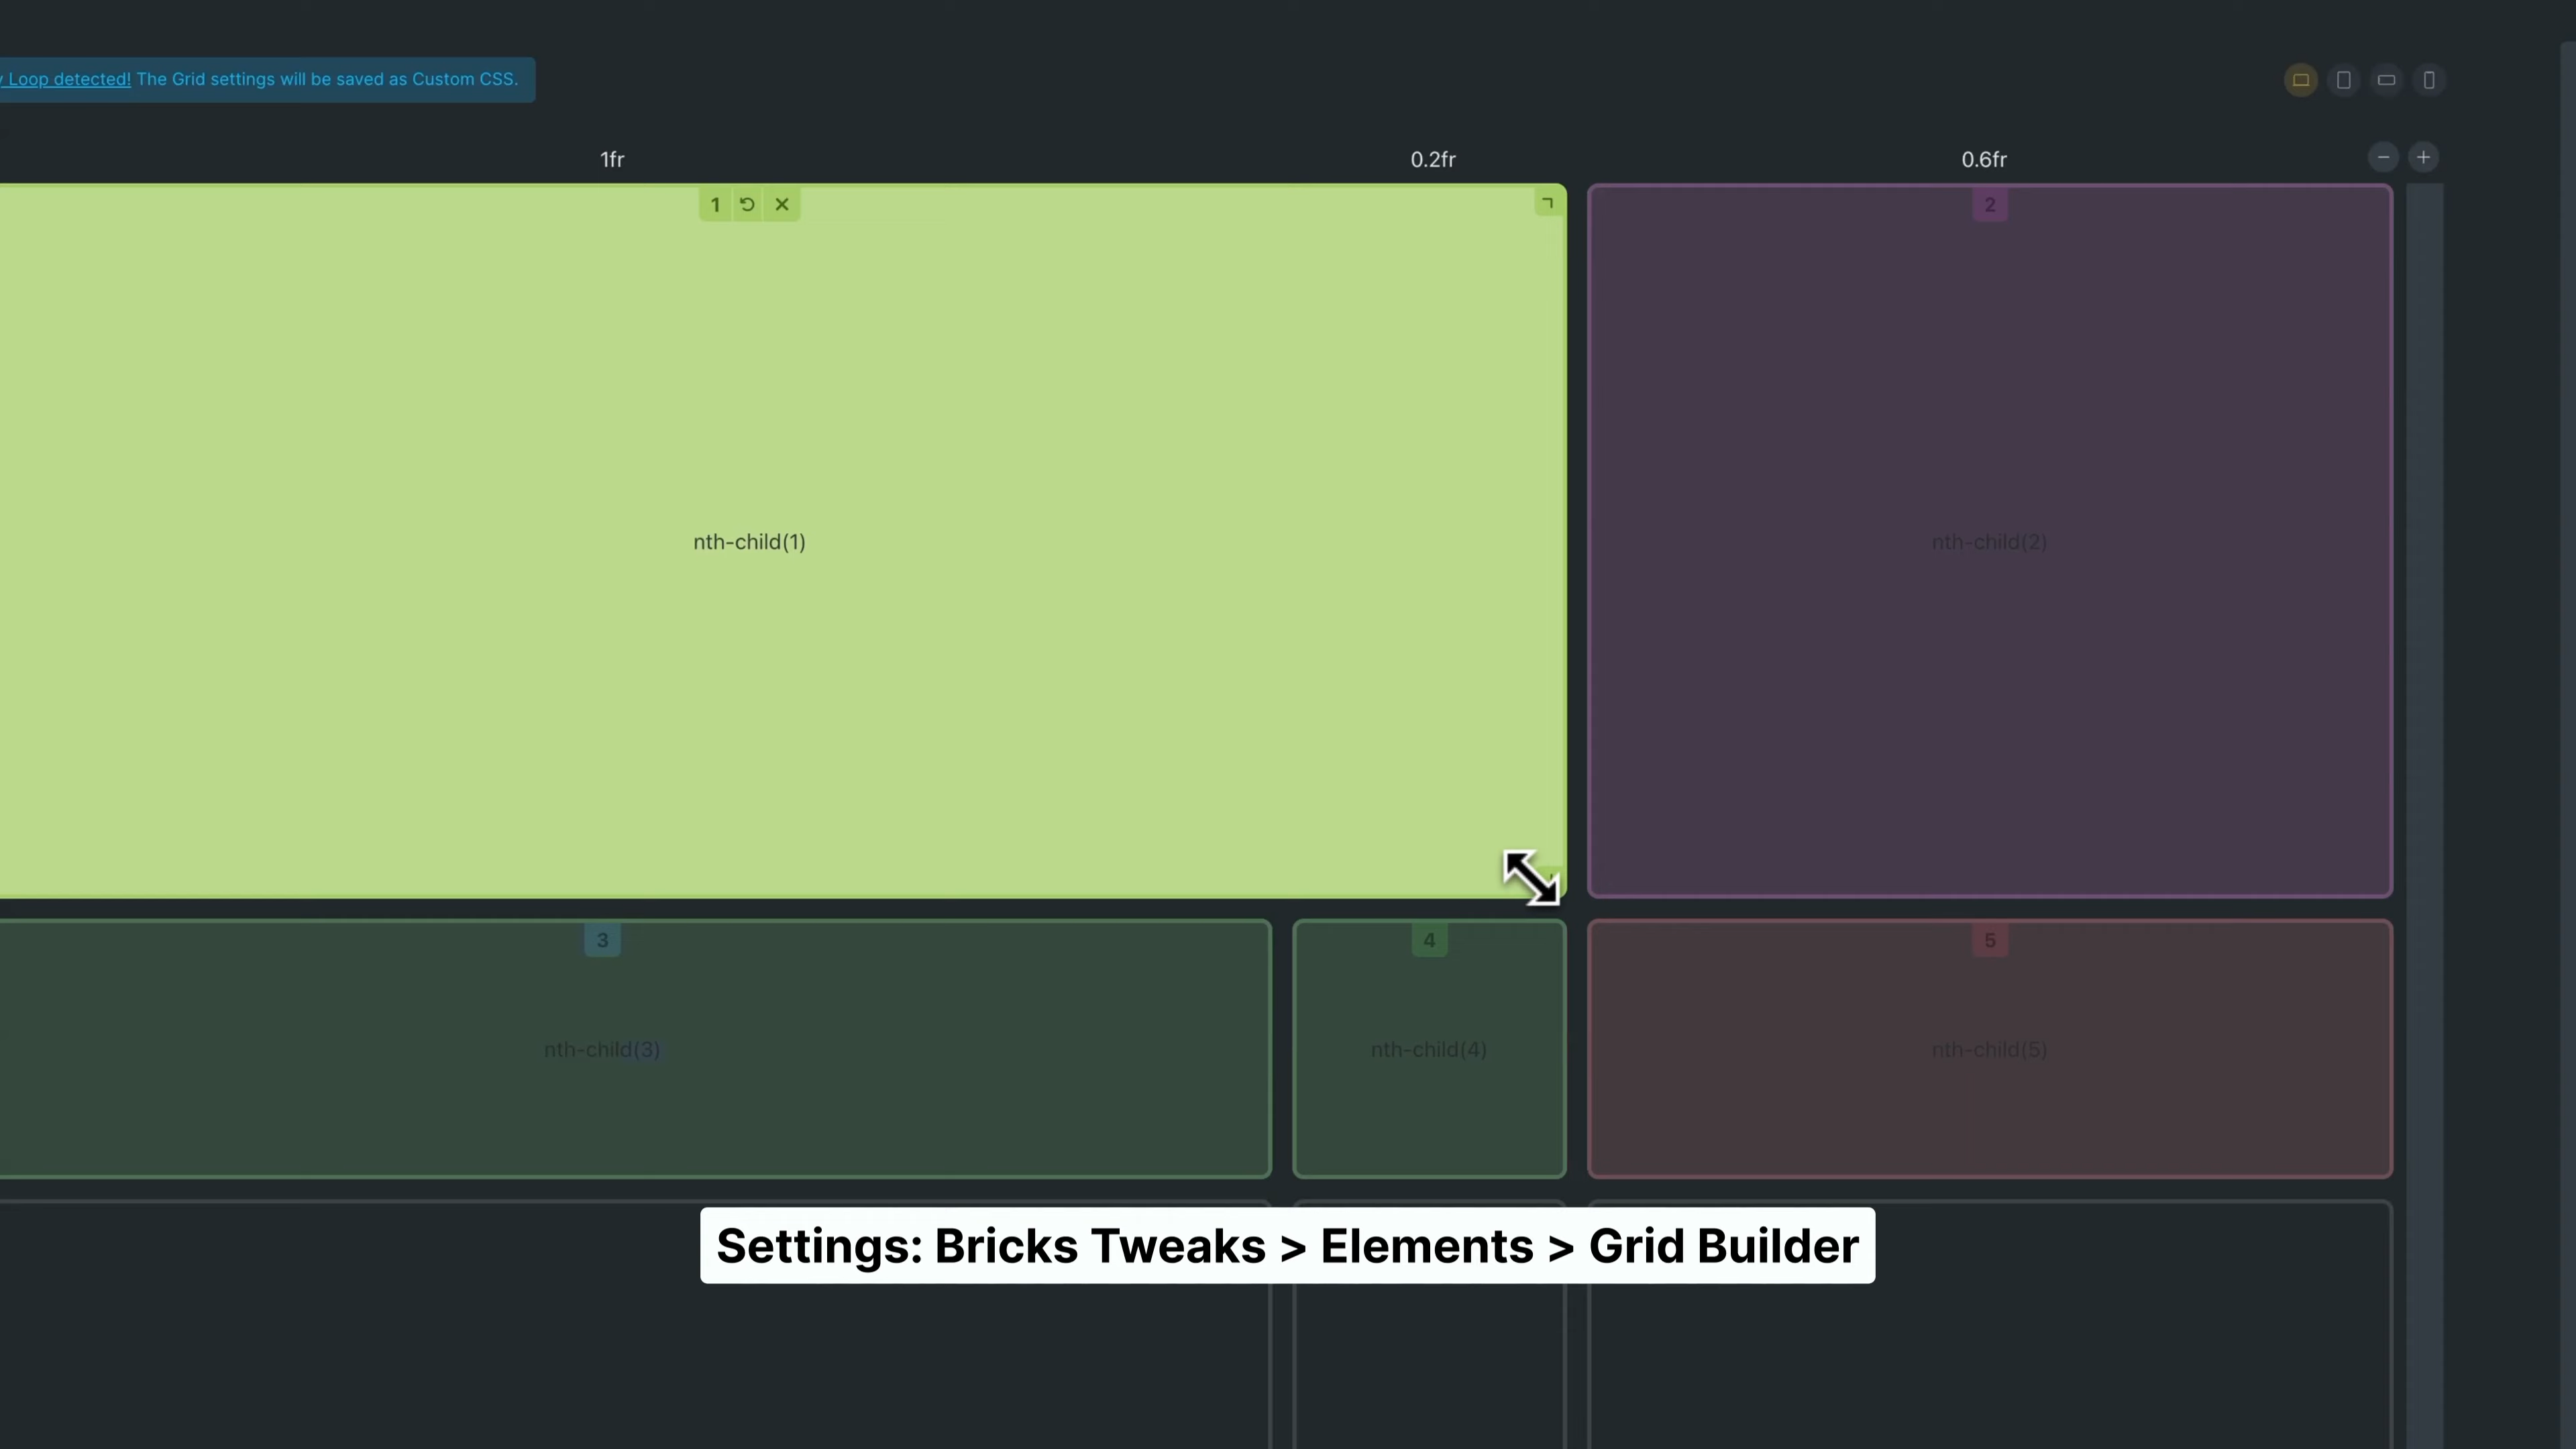 Loop detected! The Grid settings will be saved as Custom CSS.
1fr 0.2fr 0.6fr
1 2
nth-child(1) nth-child(2)
3 4 5
nth-child(3) nth-child(4) nth-child(5)
Settings: Bricks Tweaks > Elements > Grid Builder